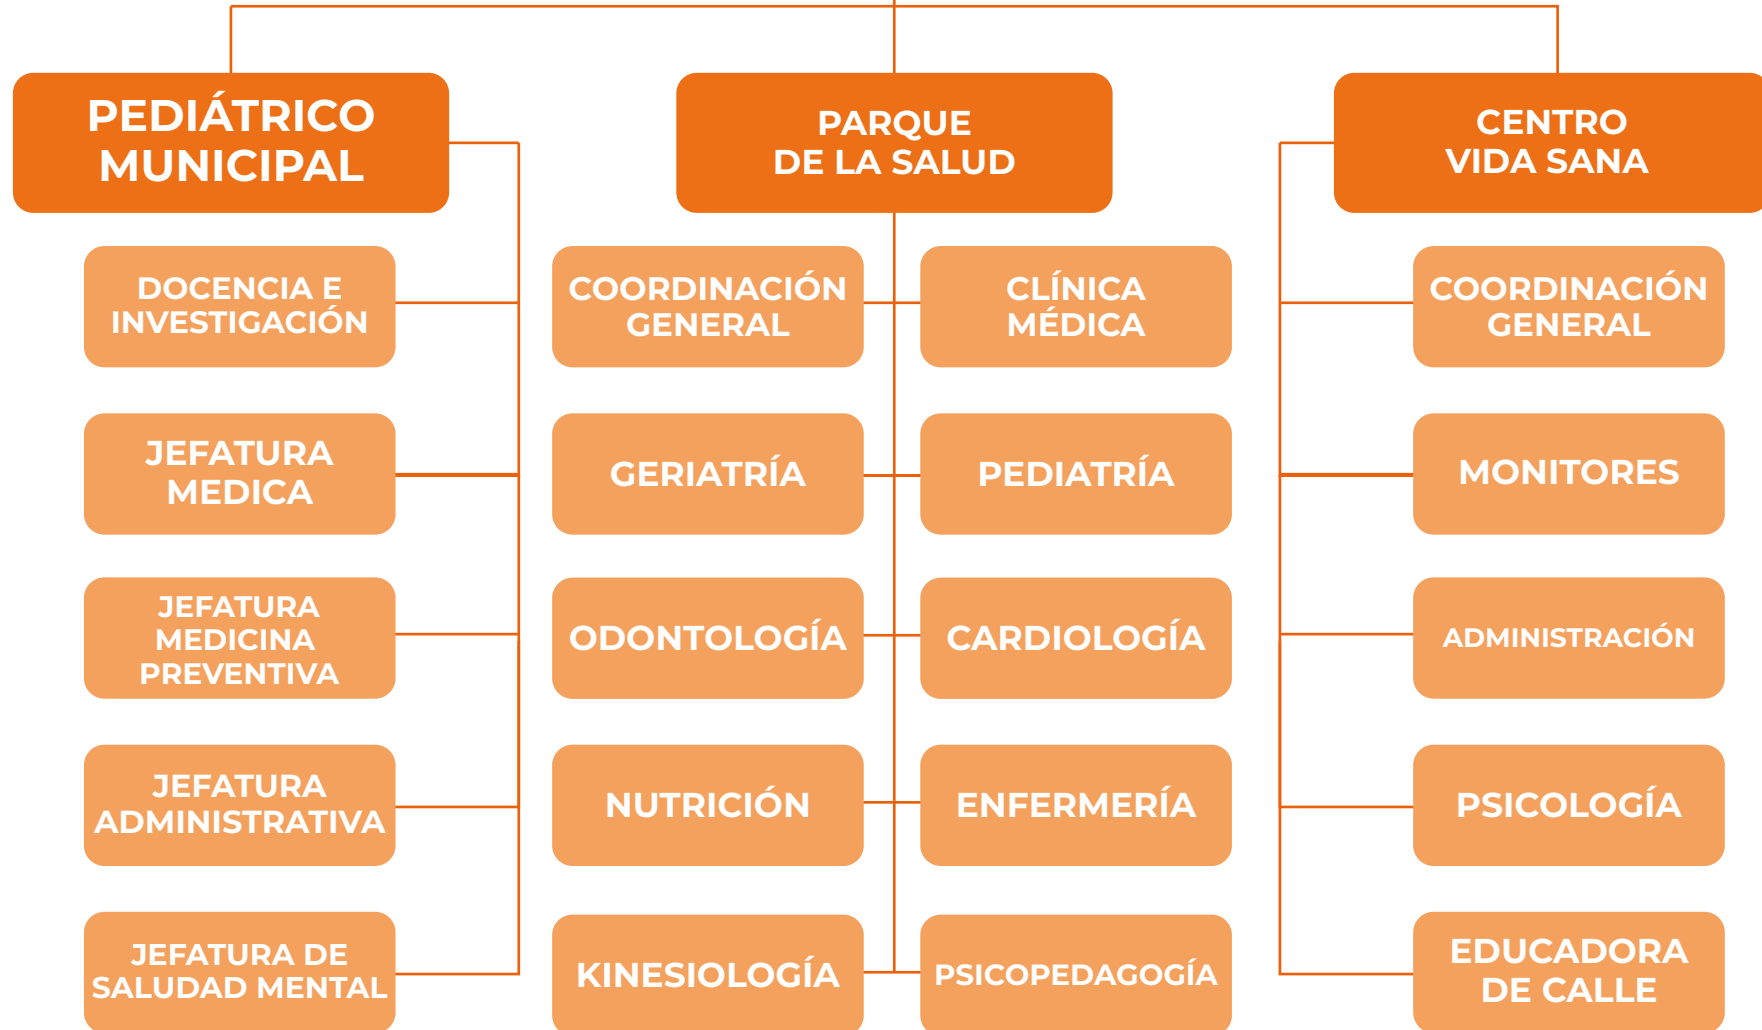 PEDIÁTRICO
MUNICIPAL
DOCENCIA E
INVESTIGACIÓN
JEFATURA
MEDICA
JEFATURA
MEDICINA
PREVENTIVA
JEFATURA
ADMINISTRATIVA
JEFATURA DE
SALUDAD MENTAL
PARQUE
DE LA SALUD
COORDINACIÓN
GENERAL
CLÍNICA
MÉDICA
GERIATRÍA
PEDIATRÍA
ODONTOLOGÍA
CARDIOLOGÍA
NUTRICIÓN
ENFERMERÍA
KINESIOLOGÍA
PSICOPEDAGOGÍA
CENTRO
VIDA SANA
COORDINACIÓN
GENERAL
MONITORES
ADMINISTRACIÓN
PSICOLOGÍA
EDUCADORA
DE CALLE